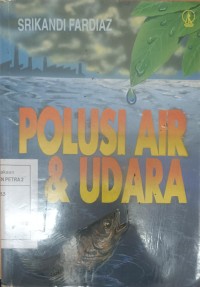 SRIKANDI FARDIAZ
POLUSI AIR
& UDARA